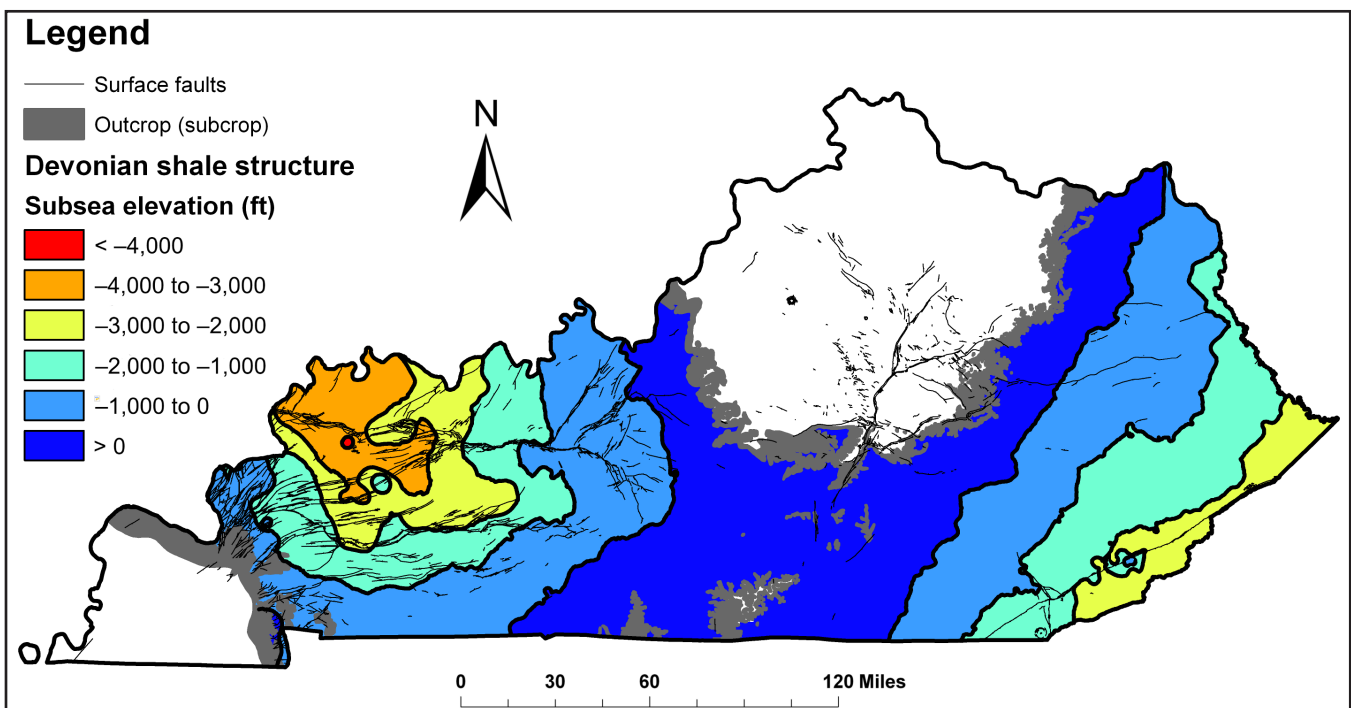 Legend
Surface faults
Outcrop (subcrop)
Devonian shale structure
Subsea elevation (ft)
< –4,000
–4,000 to –3,000
–3,000 to –2,000
–2,000 to –1,000
–1,000 to 0
> 0
N
0 30 60 120 Miles